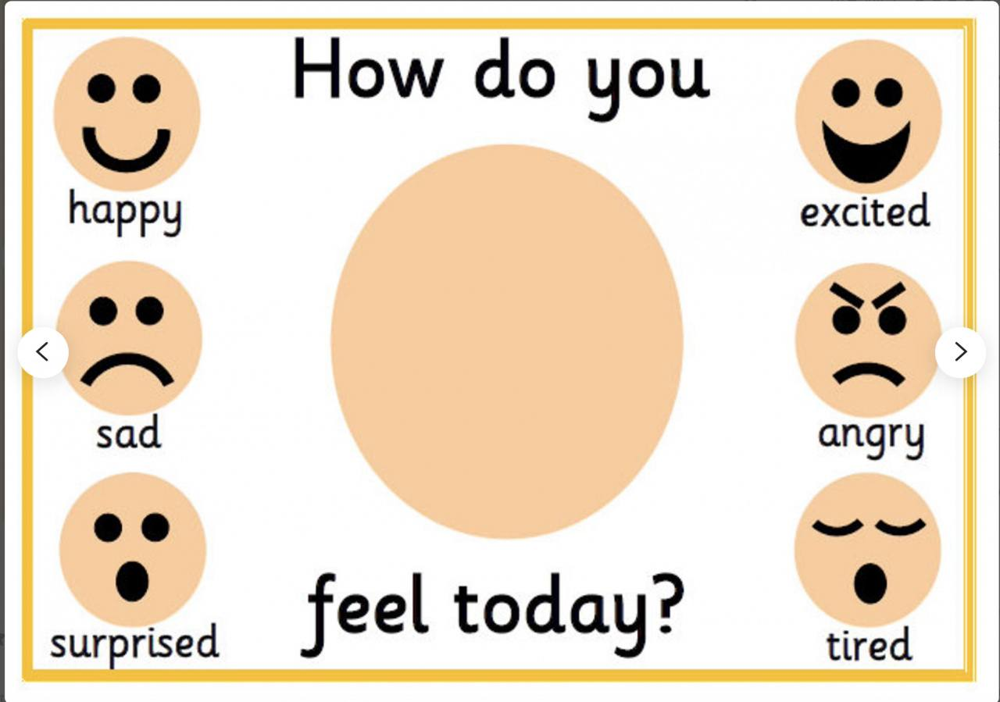 How do you
happy
excited
sad
angry
feel today?
surprised
tired